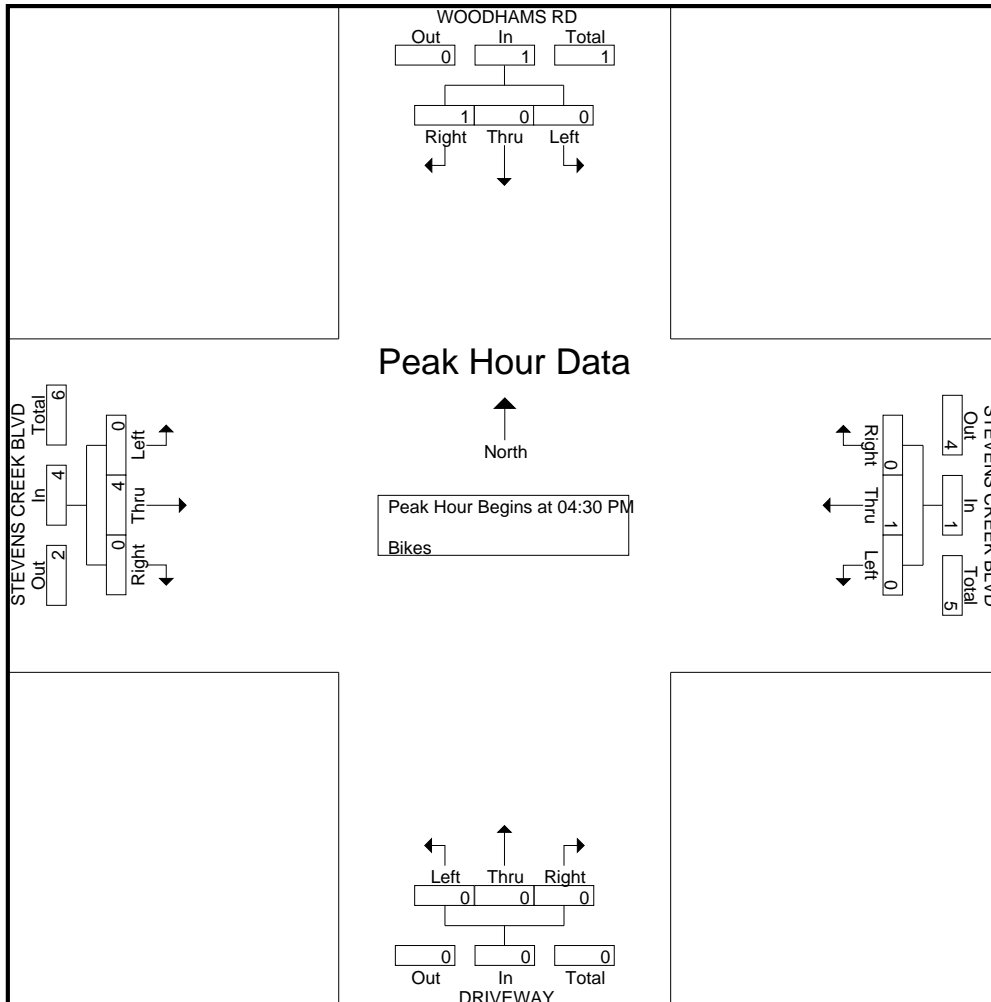 WOODHAMS RD
Out In Total
0 1 1
1 0 0
Right Thru Left
Peak Hour Data
North
Peak Hour Begins at 04:30 PM
Bikes
STEVENS CREEK BLVD
Out In Total
2 4 6
Right Thru Left
0 4 0
STEVENS CREEK BLVD
Out In Total
4 1 5
Right Thru Left
0 1 0
Left Thru Right
0 0 0
0 0 0
Out In Total
DRIVEWAY